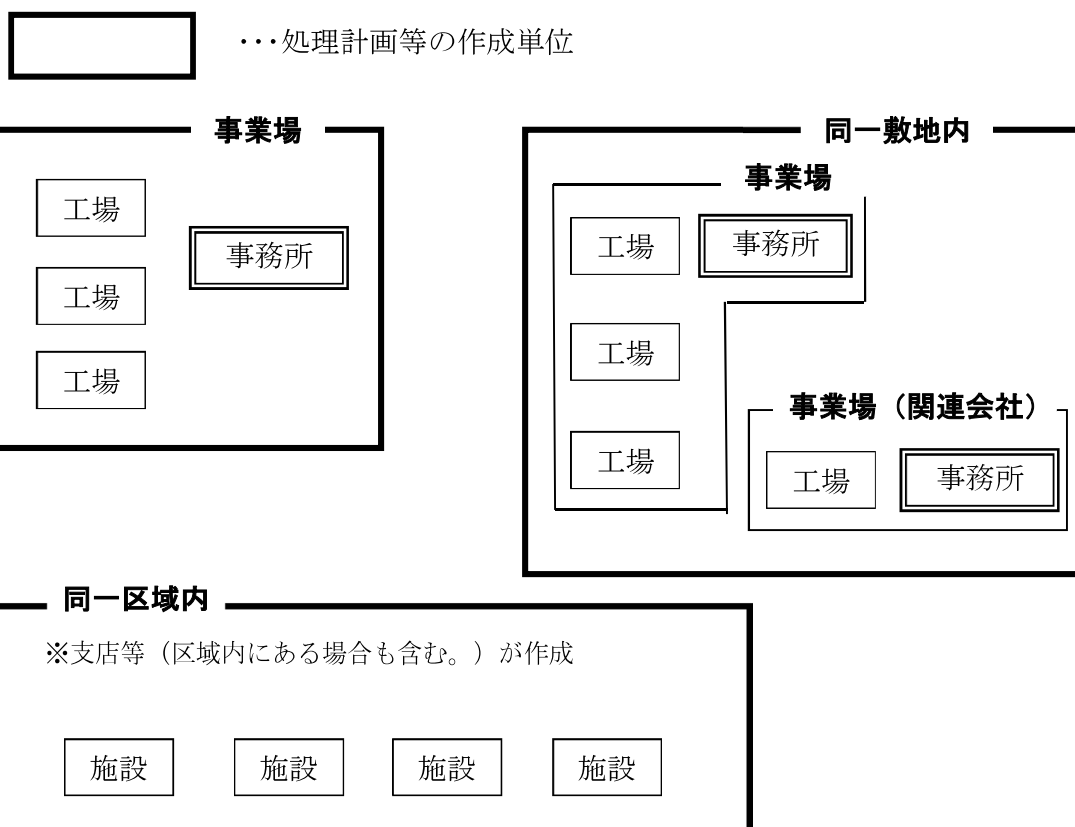 ･･･処理計画等の作成単位
事業場
工場
事務所
工場
工場
同一敷地内
事業場
工場
事務所
工場
工場
事業場（関連会社）
工場
事務所
同一区域内
※支店等（区域内にある場合も含む。）が作成
施設
施設
施設
施設